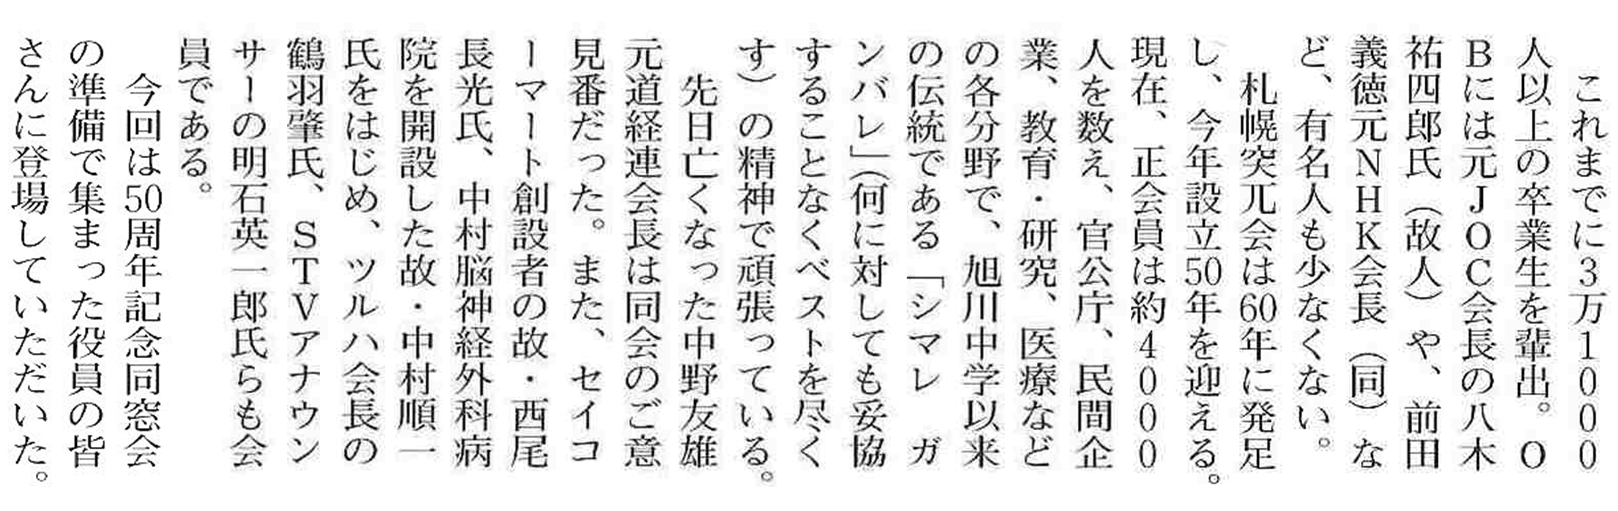 これまでに3万1000
人以上の卒業生を輩出。O
Bには元JOC会長の八木
祐四郎氏（故人）や、前田
義徳元NHK会長（同）な
ど、有名人も少なくない。
札幌突兀会は60年に発足
し、今年設立50年を迎える。
現在、正会員は約4000
人を数え、官公庁、民間企
業、教育・研究、医療など
の各分野で、旭川中学以来
の伝統である「シマレ　ガ
ンバレ」（何に対しても妥協
することなくベストを尽く
す）の精神で頑張っている。
先日亡くなった中野友雄
元道経連会長は同会のご意
見番だった。また、セイコ
ーマート創設者の故・西尾
長光氏、中村脳神経外科病
院を開設した故・中村順一
氏をはじめ、ツルハ会長の
鶴羽肇氏、STVアナウン
サーの明石英一郎氏らも会
員である。
今回は50周年記念同窓会
の準備で集まった役員の皆
さんに登場していただいた。